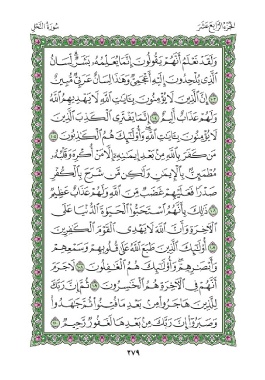 الجزء الرابع عشر سورة النحل
وَلَقَدْ نَعْلَمُ أَنَّهُمْ يَقُولُونَ إِنَّمَا يُعَلِّمُهُۥ بَشَرٌ لِّسَانُ
ٱلَّذِى يُلْحِدُونَ إِلَيْهِ أَعْجَمِىٌّ وَهَٰذَا لِسَانٌ عَرَبِىٌّ مُّبِينٌ
١٠٣ إِنَّ ٱلَّذِينَ لَا يُؤْمِنُونَ بِـَٔايَٰتِ ٱللَّهِ لَا يَهْدِيهِمُ ٱللَّهُ
وَلَهُمْ عَذَابٌ أَلِيمٌ ١٠٤ إِنَّمَا يَفْتَرِى ٱلْكَذِبَ ٱلَّذِينَ
لَا يُؤْمِنُونَ بِـَٔايَٰتِ ٱللَّهِ وَأُو۟لَٰٓئِكَ هُمُ ٱلْكَٰذِبُونَ ١٠٥
مَن كَفَرَ بِٱللَّهِ مِنۢ بَعْدِ إِيمَٰنِهِۦٓ إِلَّا مَنْ أُكْرِهَ وَقَلْبُهُۥ
مُطْمَئِنٌّۢ بِٱلْإِيمَٰنِ وَلَٰكِن مَّن شَرَحَ بِٱلْكُفْرِ
صَدْرًا فَعَلَيْهِمْ غَضَبٌ مِّنَ ٱللَّهِ وَلَهُمْ عَذَابٌ عَظِيمٌ
١٠٦ ذَٰلِكَ بِأَنَّهُمُ ٱسْتَحَبُّوا۟ ٱلْحَيَوٰةَ ٱلدُّنْيَا عَلَى
ٱلْـَٔاخِرَةِ وَأَنَّ ٱللَّهَ لَا يَهْدِى ٱلْقَوْمَ ٱلْكَٰفِرِينَ
١٠٧ أُو۟لَٰٓئِكَ ٱلَّذِينَ طَبَعَ ٱللَّهُ عَلَىٰ قُلُوبِهِمْ وَسَمْعِهِمْ
وَأَبْصَٰرِهِمْ وَأُو۟لَٰٓئِكَ هُمُ ٱلْغَٰفِلُونَ ١٠٨ لَا جَرَمَ
أَنَّهُمْ فِى ٱلْـَٔاخِرَةِ هُمُ ٱلْخَٰسِرُونَ ١٠٩ ثُمَّ إِنَّ رَبَّكَ
لِلَّذِينَ هَاجَرُوا۟ مِنۢ بَعْدِ مَا فُتِنُوا۟ ثُمَّ جَٰهَدُوا۟
وَصَبَرُوٓا۟ إِنَّ رَبَّكَ مِنۢ بَعْدِهَا لَغَفُورٌ رَّحِيمٌ ١١٠
٢٧٩